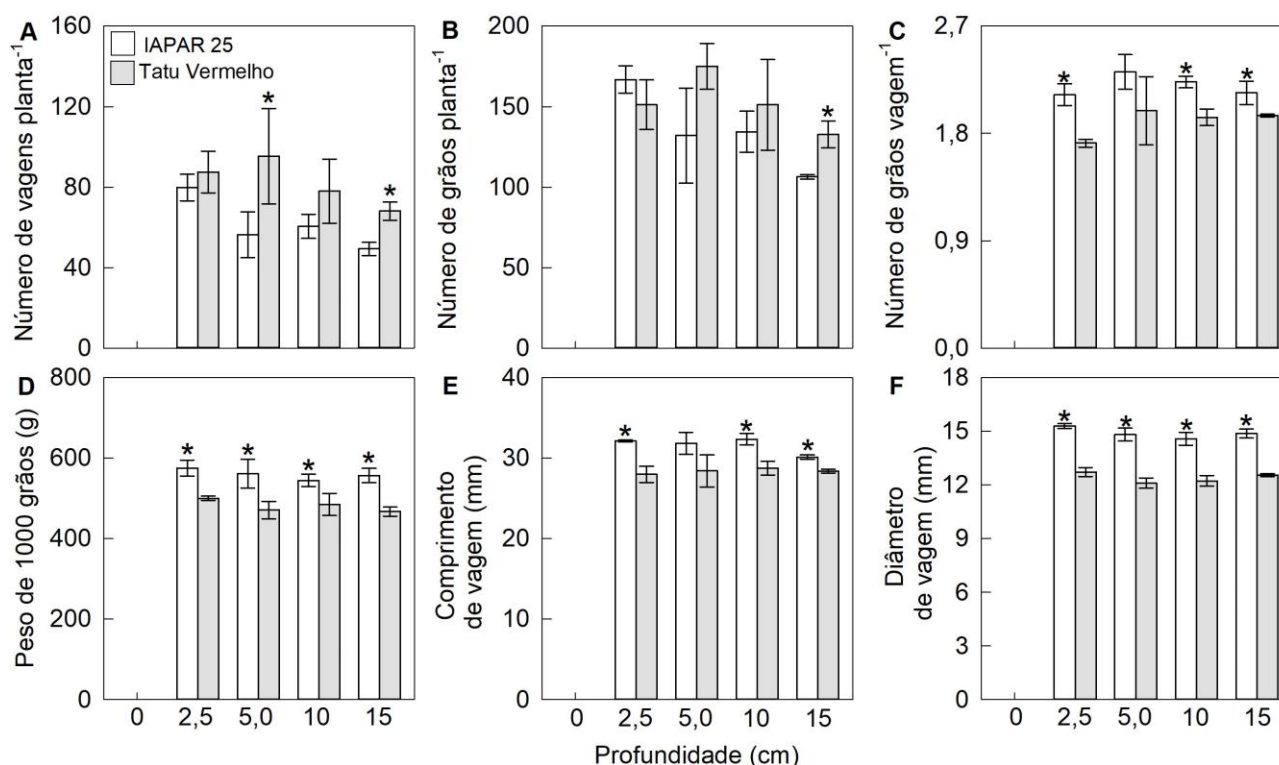 A
IAPAR 25
Tatu Vermelho
Número de vagens planta⁻¹
160
120
80
40
0
*
*
B
Número de grãos planta⁻¹
200
150
100
50
0
*
C
Número de grãos vagem⁻¹
2,7
1,8
0,9
0,0
*
*
*
D
Peso de 1000 grãos (g)
800
600
400
200
0
*
*
*
*
0 2,5 5,0 10 15
E
Comprimento
de vagem (mm)
40
30
20
10
0
*
*
*
0 2,5 5,0 10 15
F
Diâmetro
de vagem (mm)
18
15
12
9
6
3
0
*
*
*
*
0 2,5 5,0 10 15
Profundidade (cm)